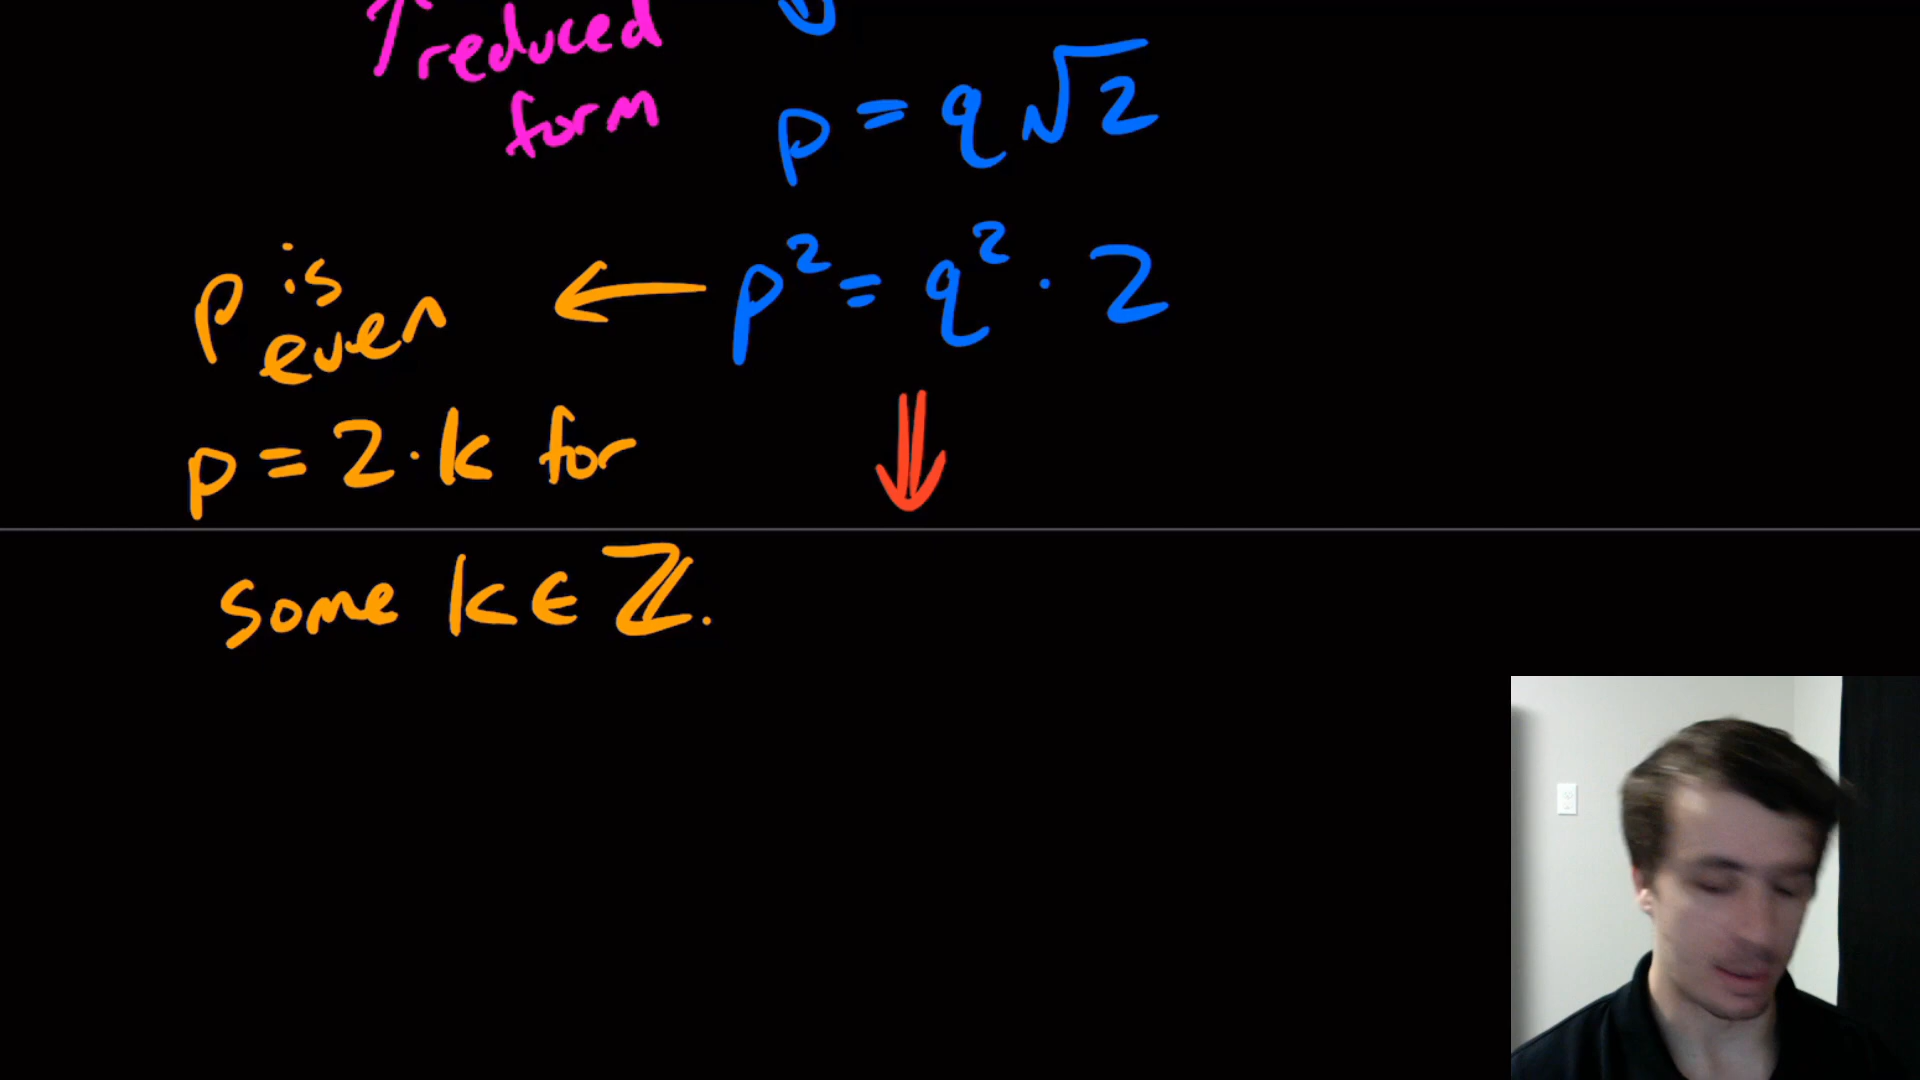 reduced
form
p = q√2
p² = q² · 2
p is
even
p = 2 · k for
some k ∈ ℤ.